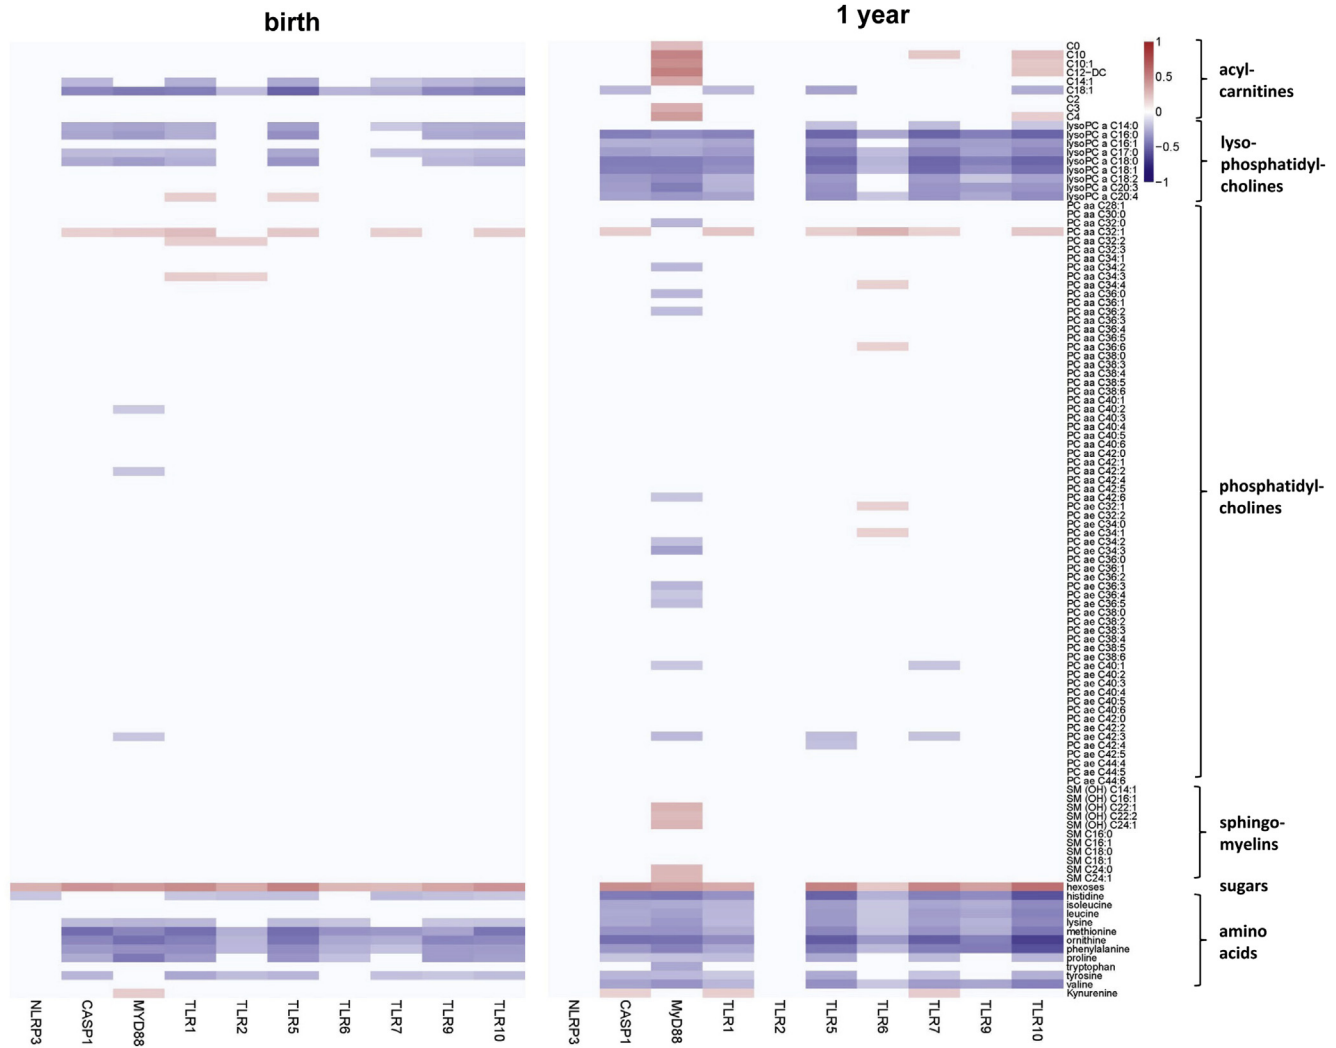 birth
1 year
C0
C10
C10:1
C12-DC
C14:1
C18:1
C2
C3
C4
lysoPC a C14:0
lysoPC a C16:0
lysoPC a C16:1
lysoPC a C17:0
lysoPC a C18:0
lysoPC a C18:1
lysoPC a C18:2
lysoPC a C20:3
lysoPC a C20:4
PC aa C28:1
PC aa C30:0
PC aa C32:0
PC aa C32:1
PC aa C32:2
PC aa C32:3
PC aa C34:1
PC aa C34:2
PC aa C34:3
PC aa C34:4
PC aa C36:0
PC aa C36:1
PC aa C36:2
PC aa C36:3
PC aa C36:4
PC aa C36:5
PC aa C36:6
PC aa C38:0
PC aa C38:3
PC aa C38:4
PC aa C38:5
PC aa C38:6
PC aa C40:1
PC aa C40:2
PC aa C40:3
PC aa C40:4
PC aa C40:5
PC aa C40:6
PC aa C42:0
PC aa C42:1
PC aa C42:2
PC aa C42:4
PC aa C42:5
PC aa C42:6
PC ae C32:1
PC ae C32:2
PC ae C34:0
PC ae C34:1
PC ae C34:2
PC ae C34:3
PC ae C36:0
PC ae C36:1
PC ae C36:2
PC ae C36:3
PC ae C36:4
PC ae C36:5
PC ae C38:0
PC ae C38:2
PC ae C38:3
PC ae C38:4
PC ae C38:5
PC ae C38:6
PC ae C40:1
PC ae C40:2
PC ae C40:3
PC ae C40:4
PC ae C40:5
PC ae C40:6
PC ae C42:0
PC ae C42:2
PC ae C42:3
PC ae C42:4
PC ae C42:5
PC ae C44:4
PC ae C44:5
PC ae C44:6
SM (OH) C14:1
SM (OH) C16:1
SM (OH) C22:1
SM (OH) C22:2
SM (OH) C24:1
SM C16:0
SM C16:1
SM C18:0
SM C18:1
SM C24:0
SM C24:1
hexoses
histidine
isoleucine
leucine
lysine
methionine
ornithine
phenylalanine
proline
tryptophan
tyrosine
valine
Kynurenine
1
0.5
0
−0.5
−1
acyl-
carnitines
lyso-
phosphatidyl-
cholines
phosphatidyl-
cholines
sphingo-
myelins
sugars
amino
acids
NLRP3
CASP1
MYD88
TLR1
TLR2
TLR5
TLR6
TLR7
TLR9
TLR10
NLRP3
CASP1
MyD88
TLR1
TLR2
TLR5
TLR6
TLR7
TLR9
TLR10